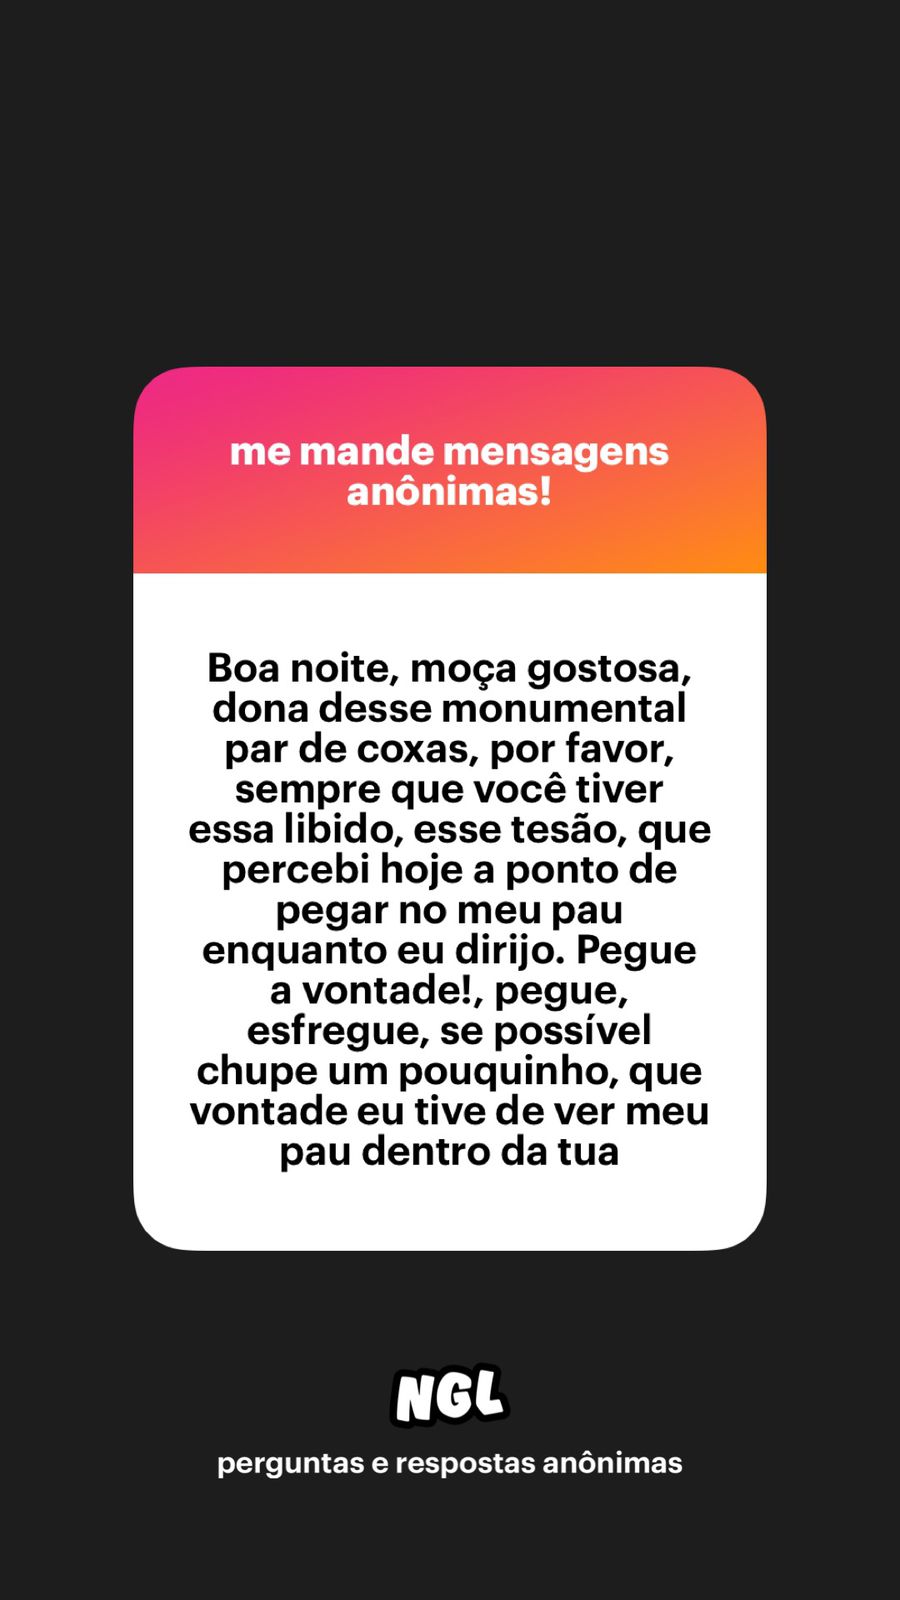 me mande mensagens
anônimas!
Boa noite, moça gostosa,
dona desse monumental
par de coxas, por favor,
sempre que você tiver
essa libido, esse tesão, que
percebi hoje a ponto de
pegar no meu pau
enquanto eu dirijo. Pegue
a vontade!, pegue,
esfregue, se possível
chupe um pouquinho, que
vontade eu tive de ver meu
pau dentro da tua
NGL
perguntas e respostas anônimas